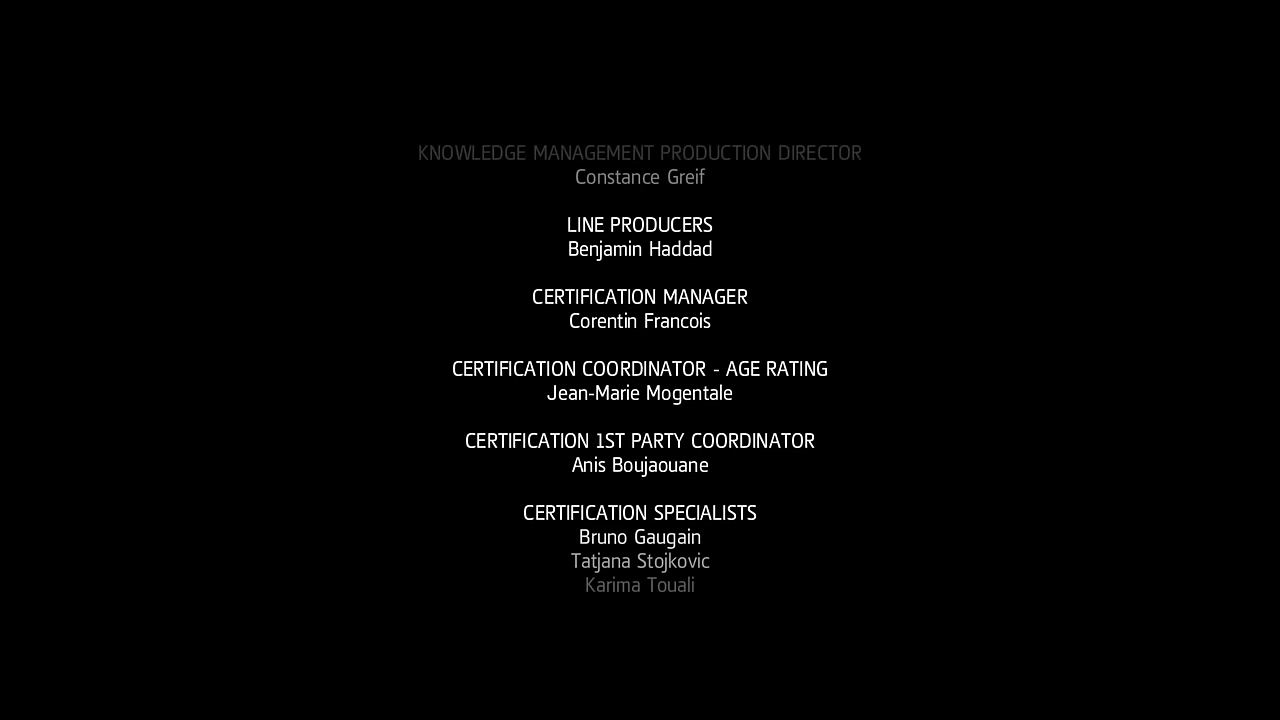 KNOWLEDGE MANAGEMENT PRODUCTION DIRECTOR
Constance Greif
LINE PRODUCERS
Benjamin Haddad
CERTIFICATION MANAGER
Corentin Francois
CERTIFICATION COORDINATOR - AGE RATING
Jean-Marie Mogentale
CERTIFICATION 1ST PARTY COORDINATOR
Anis Boujaouane
CERTIFICATION SPECIALISTS
Bruno Gaugain
Tatjana Stojkovic
Karima Touali